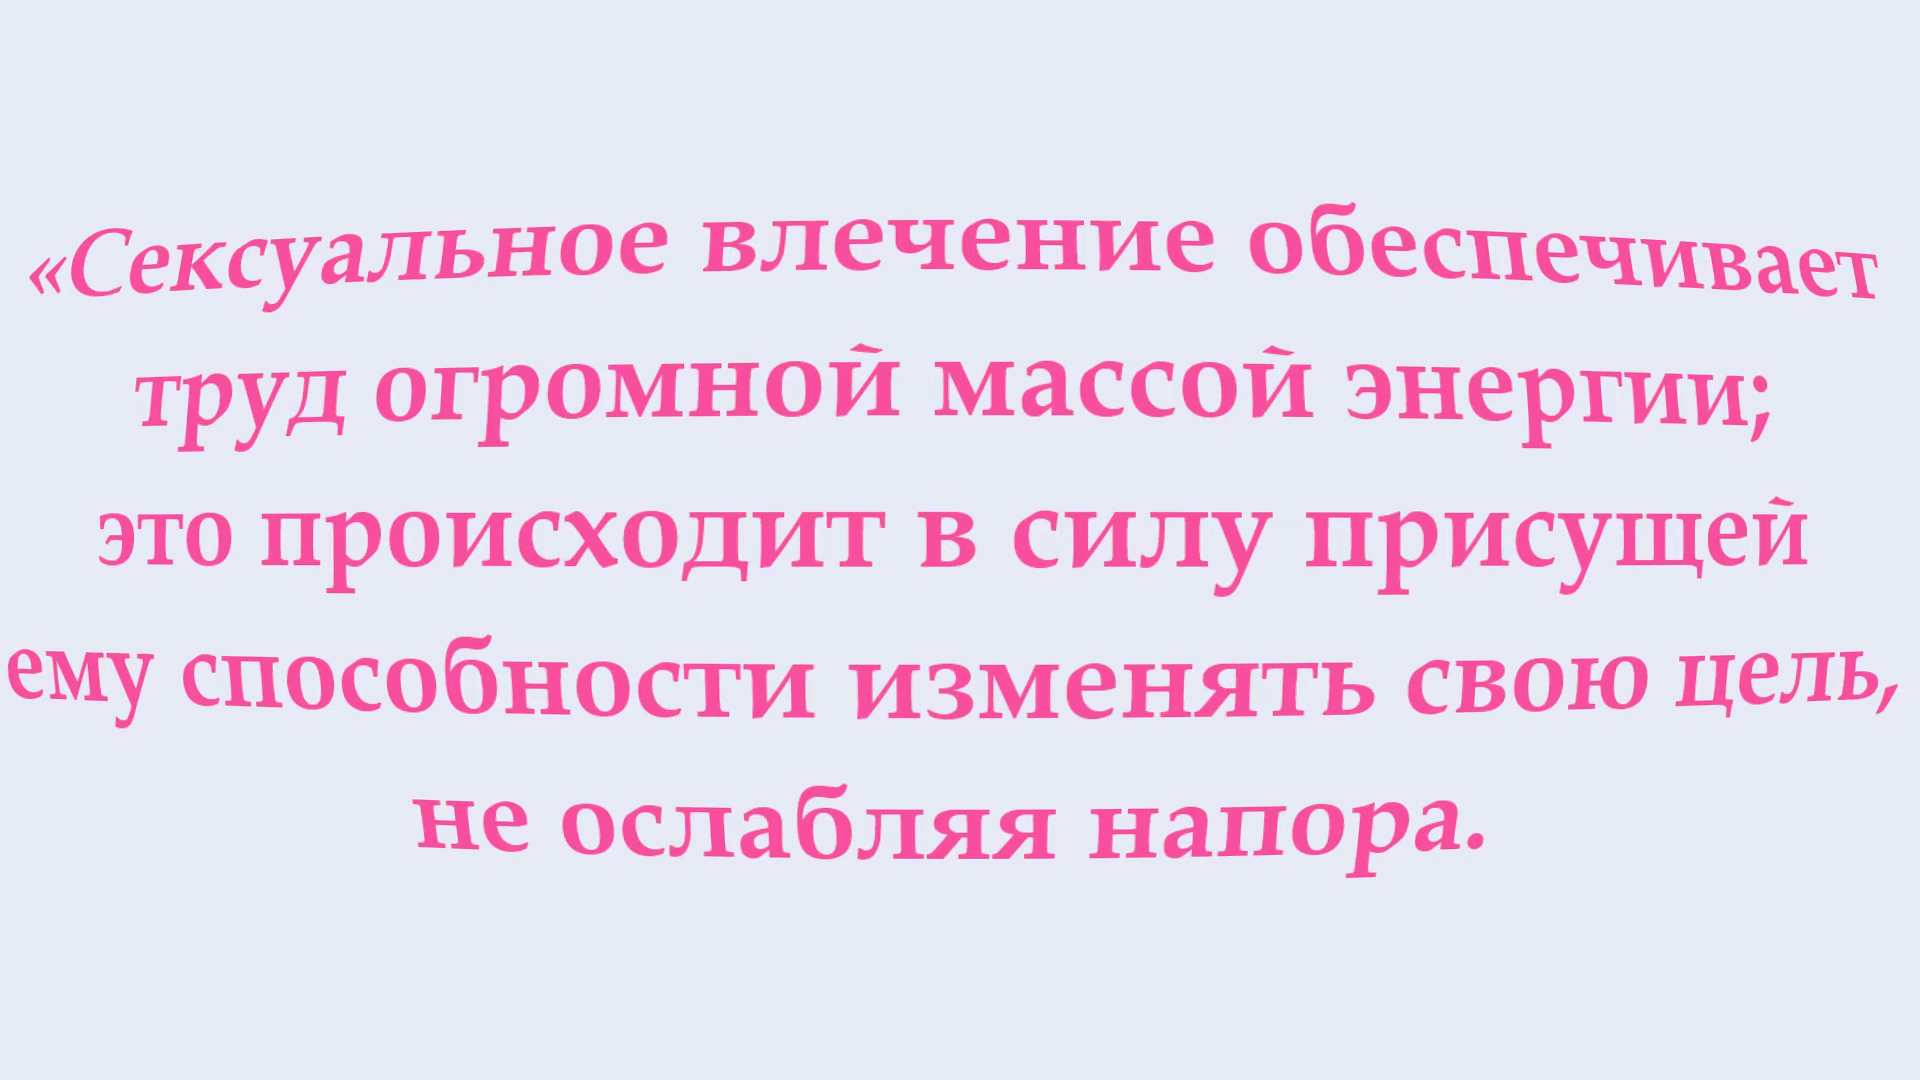 «Сексуальное влечение обеспечивает
труд огромной массой энергии;
это происходит в силу присущей
ему способности изменять свою цель,
не ослабляя напора.